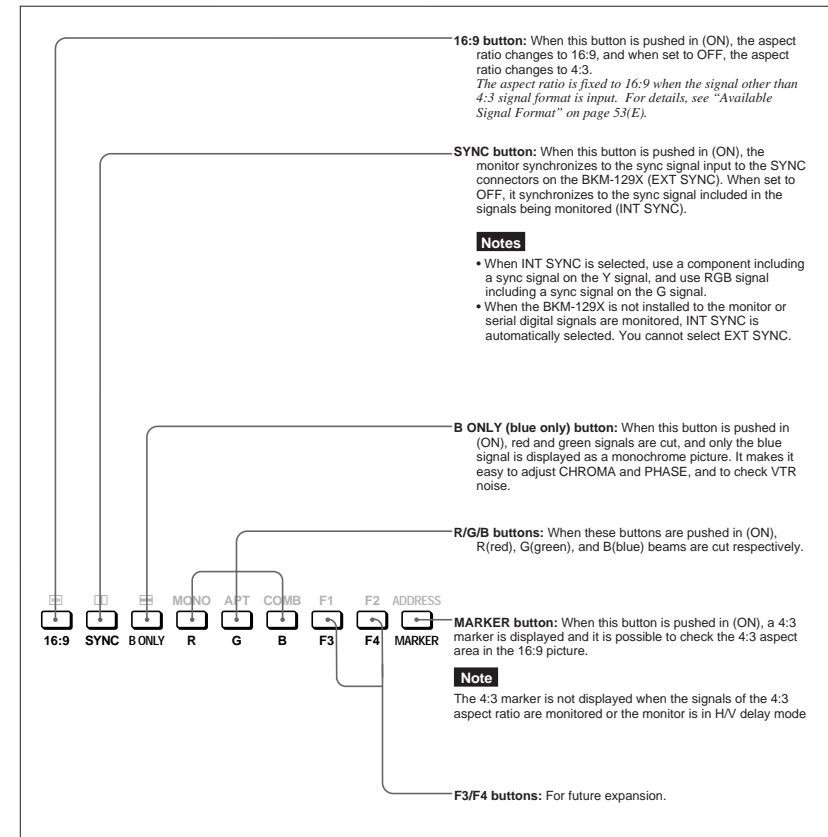 16:9 button: When this button is pushed in (ON), the aspect
ratio changes to 16:9, and when set to OFF, the aspect
ratio changes to 4:3.
The aspect ratio is fixed to 16:9 when the signal other than
4:3 signal format is input. For details, see “Available
Signal Format” on page 53(E).
SYNC button: When this button is pushed in (ON), the
monitor synchronizes to the sync signal input to the SYNC
connectors on the BKM-129X (EXT SYNC). When set to
OFF, it synchronizes to the sync signal included in the
signals being monitored (INT SYNC).
Notes
• When INT SYNC is selected, use a component including
a sync signal on the Y signal, and use RGB signal
including a sync signal on the G signal.
• When the BKM-129X is not installed to the monitor or
serial digital signals are monitored, INT SYNC is
automatically selected. You cannot select EXT SYNC.
B ONLY (blue only) button: When this button is pushed in
(ON), red and green signals are cut, and only the blue
signal is displayed as a monochrome picture. It makes it
easy to adjust CHROMA and PHASE, and to check VTR
noise.
R/G/B buttons: When these buttons are pushed in (ON),
R(red), G(green), and B(blue) beams are cut respectively.
MONO APT COMB F1 F2 ADDRESS
16:9 SYNC B ONLY R G B F3 F4 MARKER
MARKER button: When this button is pushed in (ON), a 4:3
marker is displayed and it is possible to check the 4:3 aspect
area in the 16:9 picture.
Note
The 4:3 marker is not displayed when the signals of the 4:3
aspect ratio are monitored or the monitor is in H/V delay mode
F3/F4 buttons: For future expansion.